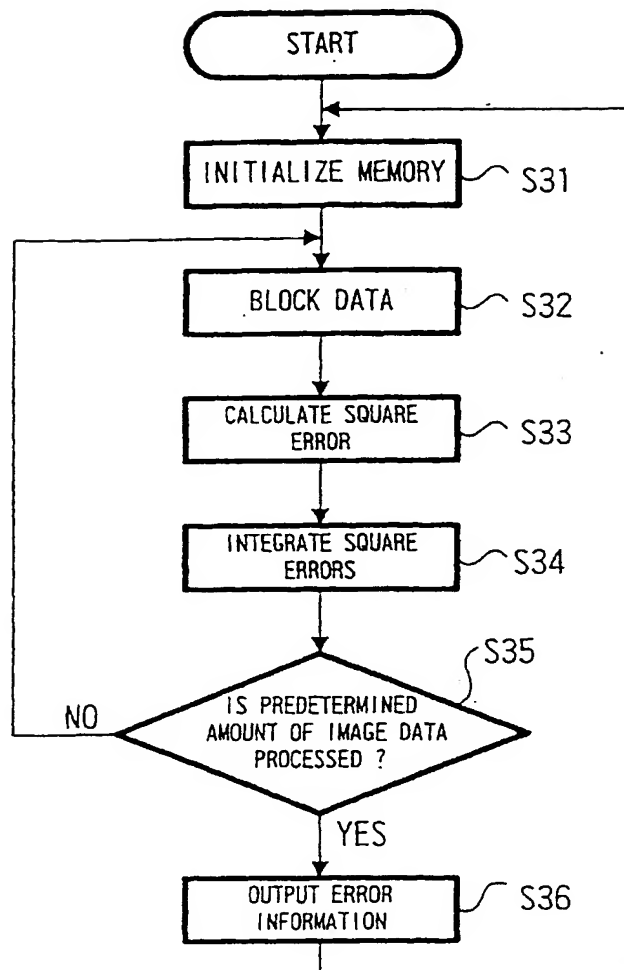 START
INITIALIZE MEMORY
S31
BLOCK DATA
S32
CALCULATE SQUARE
ERROR
S33
INTEGRATE SQUARE
ERRORS
S34
S35
IS PREDETERMINED
AMOUNT OF IMAGE DATA
PROCESSED ?
NO
YES
OUTPUT ERROR
INFORMATION
S36